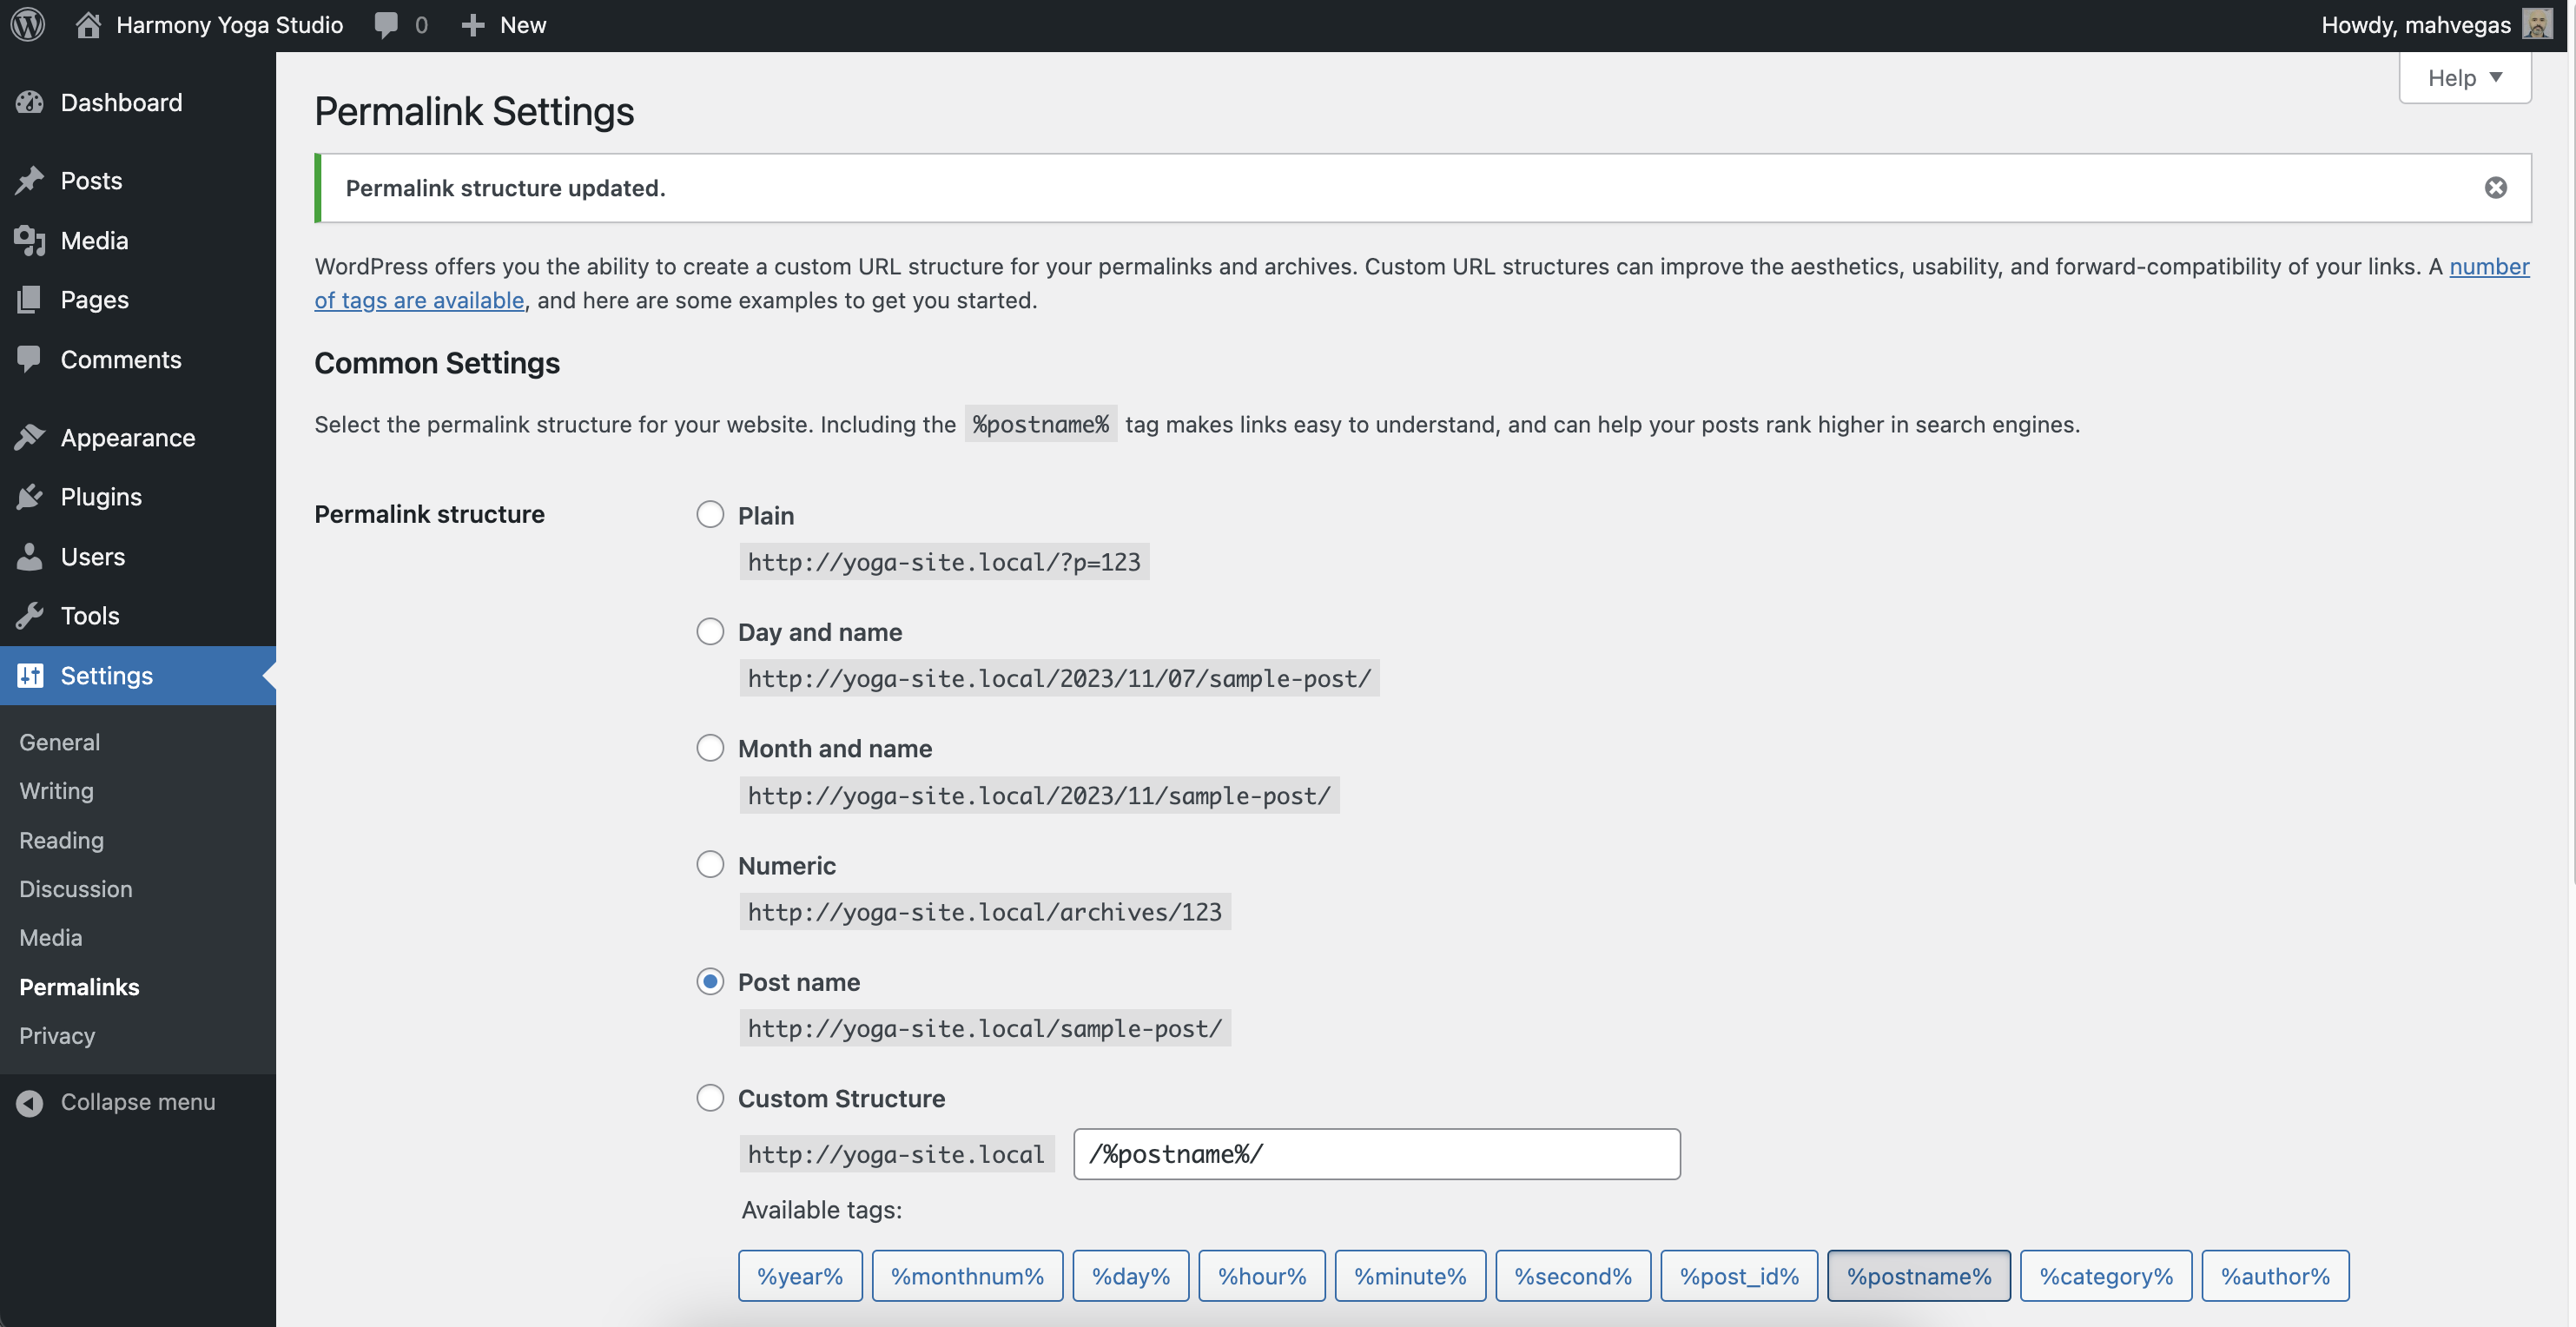 Harmony Yoga Studio
0
New
Howdy, mahvegas
Dashboard
Posts
Media
Pages
Comments
Appearance
Plugins
Users
Tools
Settings
General
Writing
Reading
Discussion
Media
Permalinks
Privacy
Collapse menu
Help
Permalink Settings
Permalink structure updated.
WordPress offers you the ability to create a custom URL structure for your permalinks and archives. Custom URL structures can improve the aesthetics, usability, and forward-compatibility of your links. A number
of tags are available, and here are some examples to get you started.
Common Settings
Select the permalink structure for your website. Including the %postname% tag makes links easy to understand, and can help your posts rank higher in search engines.
Permalink structure
Plain
http://yoga-site.local/?p=123
Day and name
http://yoga-site.local/2023/11/07/sample-post/
Month and name
http://yoga-site.local/2023/11/sample-post/
Numeric
http://yoga-site.local/archives/123
Post name
http://yoga-site.local/sample-post/
Custom Structure
http://yoga-site.local /%postname%/
Available tags:
%year% %monthnum% %day% %hour% %minute% %second% %post_id% %postname% %category% %author%